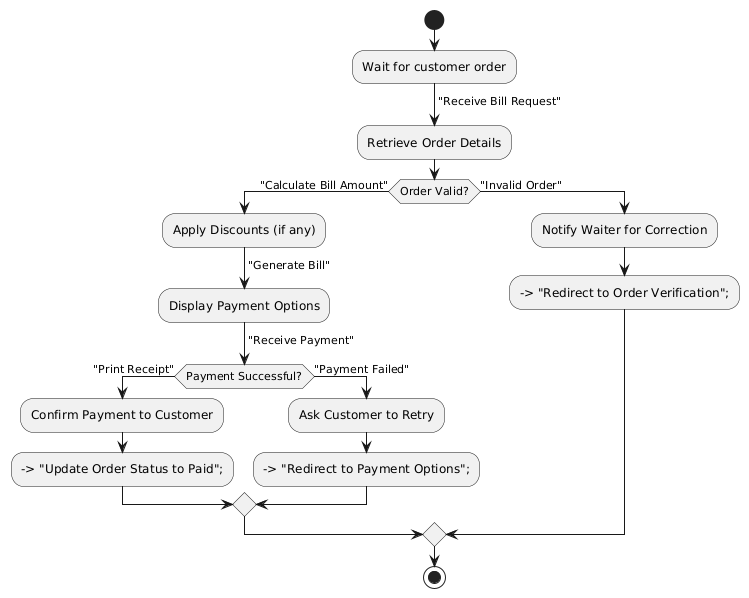 Wait for customer order
"Receive Bill Request"
Retrieve Order Details
"Calculate Bill Amount"
Order Valid?
"Invalid Order"
Apply Discounts (if any)
Notify Waiter for Correction
"Generate Bill"
Display Payment Options
-> "Redirect to Order Verification";
"Receive Payment"
"Print Receipt"
Payment Successful?
"Payment Failed"
Confirm Payment to Customer
Ask Customer to Retry
-> "Update Order Status to Paid";
-> "Redirect to Payment Options";